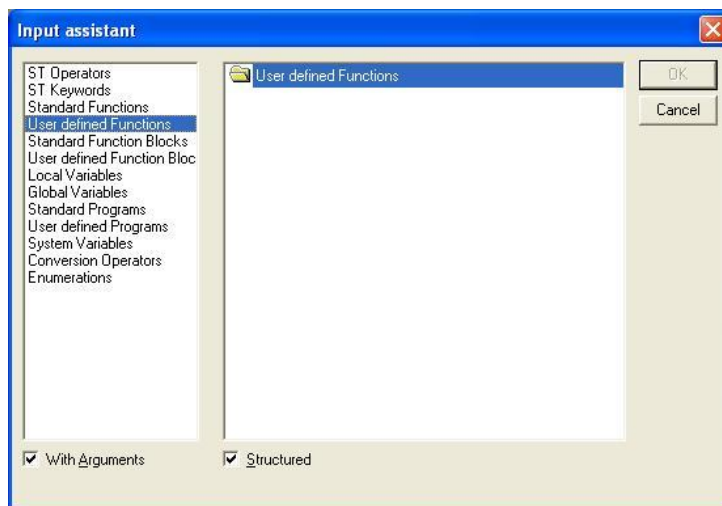 Input assistant
ST Operators
ST Keywords
Standard Functions
User defined Functions
Standard Function Blocks
User defined Function Bloc
Local Variables
Global Variables
Standard Programs
User defined Programs
System Variables
Conversion Operators
Enumerations
User defined Functions
OK
Cancel
With Arguments
Structured